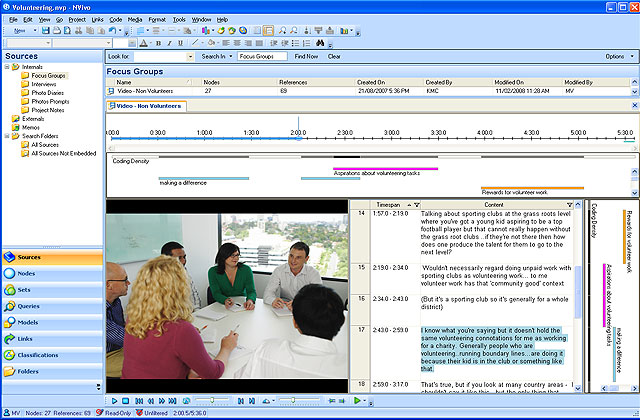 Volunteering.nvp - NVivo
File Edit View Go Project Links Code Media Format Tools Window Help
New
Sources
Look for: Search In Focus Groups Find Now Clear Options
Internals
Focus Groups
Interviews
Photo Diaries
Photos Prompts
Project Notes
Externals
Memos
Search Folders
All Sources
All Sources Not Embedded
Focus Groups
Name Nodes References Created On Created By Modified On Modified By
Video - Non Volunteers 27 69 21/08/2007 5:36 PM KMC 11/02/2008 11:28 AM MV
Video - Non Volunteers
0:30.0 1:00.0 1:30.0 2:00.0 2:30.0 3:00.0 3:30.0 4:00.0 4:30.0 5:00.0 5:30
Coding Density
Aspirations about volunteering tasks
making a difference
Rewards for volunteer work
Timespan Content
14 1:57.0 - 2:19.0 Talking about sporting clubs at the grass roots level
where you've got a young kid aspiring to be a top
football player but that cannot really happen without
the grass root clubs...if they're not there then how
does one produce the talent for them to go to the
next level?'
15 2:19.0 - 2:34.0 'Wouldn't necessarily regard doing unpaid work with
sporting clubs as volunteering work... to me
volunteer work has that 'community good' context
16 2:34.0 - 2:43.0 (But it's a sporting club so it's generally for a whole
district)
17 2:43.0 - 2:59.0 I know what you're saying but it doesn't hold the
same volunteering connotations for me as working
for a charity. Generally people who are
volunteering..running boundary lines...are doing it
because their kid is in the club or something like
that.
18 2:59.0 - 3:17.0 That's true, but if you look at many country areas - I
shouldn't say it like this, but the only thing that
Coding Density
Rewards for volunteer work
Aspirations about volunteering tasks
making a difference
Sources
Nodes
Sets
Queries
Models
Links
Classifications
Folders
MV Nodes: 27 References: 69 Read-Only Unfiltered 2:00.5/5:36.0